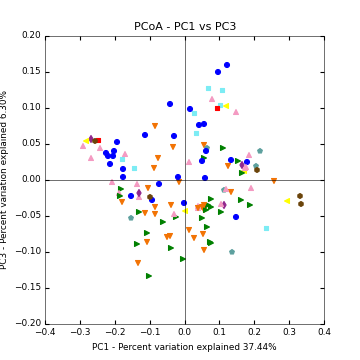 PCoA - PC1 vs PC3
0.20
0.15
0.10
0.05
0.00
−0.05
−0.10
−0.15
−0.20
PC3 - Percent variation explained 6.30%
−0.4 −0.3 −0.2 −0.1 0.0 0.1 0.2 0.3 0.4
PC1 - Percent variation explained 37.44%